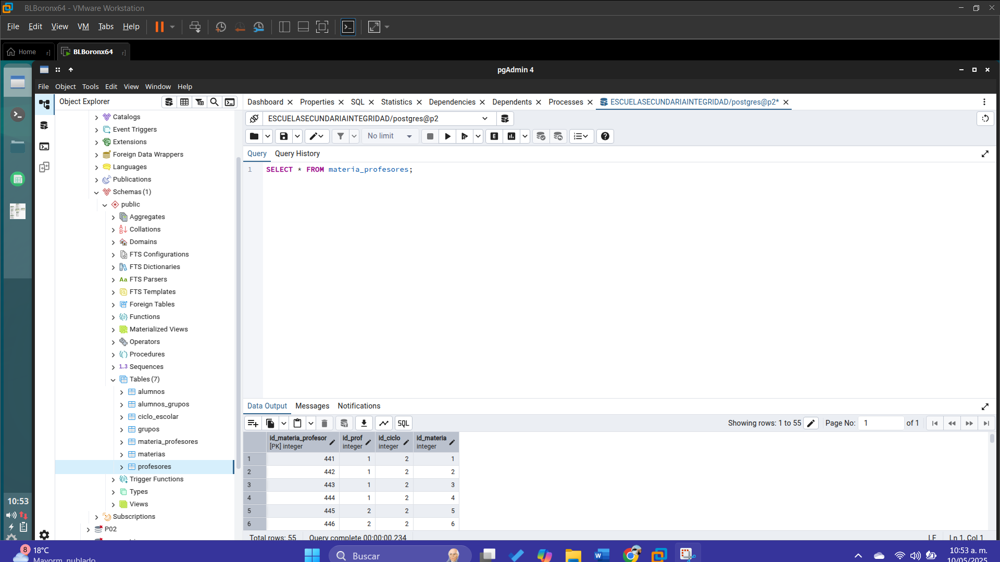 BLBoronx64 - VMware Workstation
File Edit View VM Tabs Help
Home
BLBoronx64
pgAdmin 4
File Object Tools Edit View Window Help
Object Explorer
Dashboard Properties SQL Statistics Dependencies Dependents Processes ESCUELASECUNDARIAINTEGRIDAD/postgres@p2*
ESCUELASECUNDARIAINTEGRIDAD/postgres@p2
No limit
Query Query History
1 SELECT * FROM materia_profesores;
Catalogs
Event Triggers
Extensions
Foreign Data Wrappers
Languages
Publications
Schemas (1)
public
Aggregates
Collations
Domains
FTS Configurations
FTS Dictionaries
Aa FTS Parsers
FTS Templates
Foreign Tables
Functions
Materialized Views
Operators
Procedures
1..3 Sequences
Tables (7)
alumnos
alumnos_grupos
ciclo_escolar
grupos
materia_profesores
materias
profesores
Trigger Functions
Types
Views
Subscriptions
P02
Data Output Messages Notifications
SQL
Showing rows: 1 to 55 Page No: 1 of 1
id_materia_profesor id_prof id_ciclo id_materia
[PK] integer integer integer integer
1 441 1 2 1
2 442 1 2 2
3 443 1 2 3
4 444 1 2 4
5 445 2 2 5
6 446 2 2 6
Total rows: 55 Query complete 00:00:00.234 LF Ln 1, Col 1
10:53
8
18°C
Mayorm. nublado
Buscar
10:53 a. m.
10/05/2025